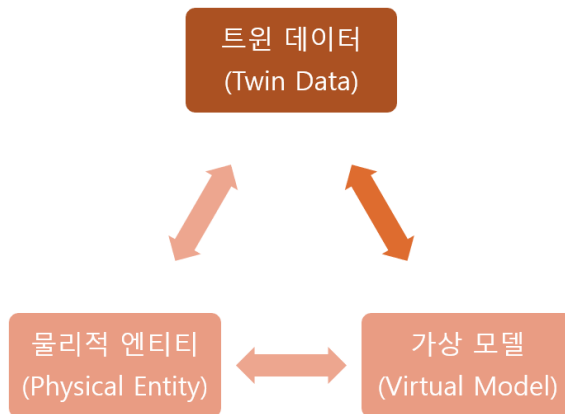 트윈 데이터
(Twin Data)
물리적 엔티티
(Physical Entity)
가상 모델
(Virtual Model)